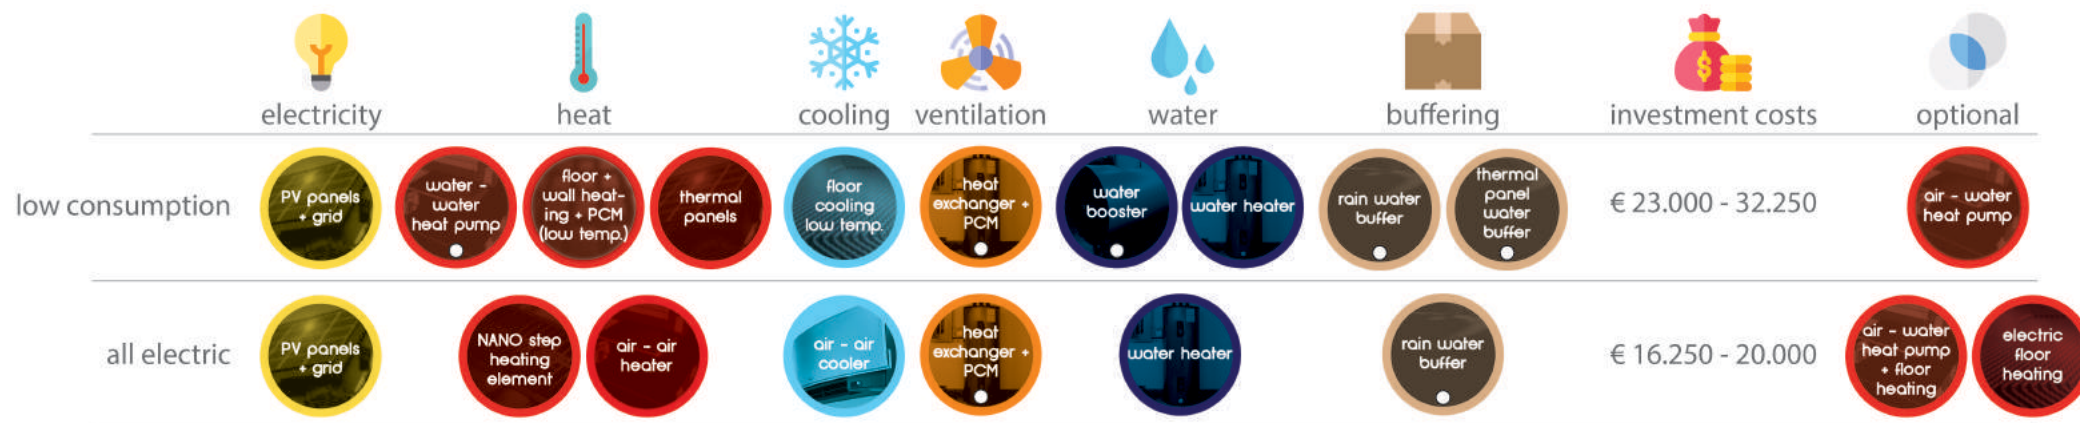 electricity heat cooling ventilation water buffering investment costs optional
low consumption
PV panels
+ grid
water -
water
heat pump
floor +
wall heat-
ing + PCM
(low temp.)
thermal
panels
floor
cooling
low temp.
heat
exchanger +
PCM
water
booster
water heater
rain water
buffer
thermal
panel
water
buffer
€ 23.000 - 32.250
air - water
heat pump
all electric
PV panels
+ grid
NANO step
heating
element
air - air
heater
air - air
cooler
heat
exchanger +
PCM
water heater
rain water
buffer
€ 16.250 - 20.000
air - water
heat pump
+ floor
heating
electric
floor
heating